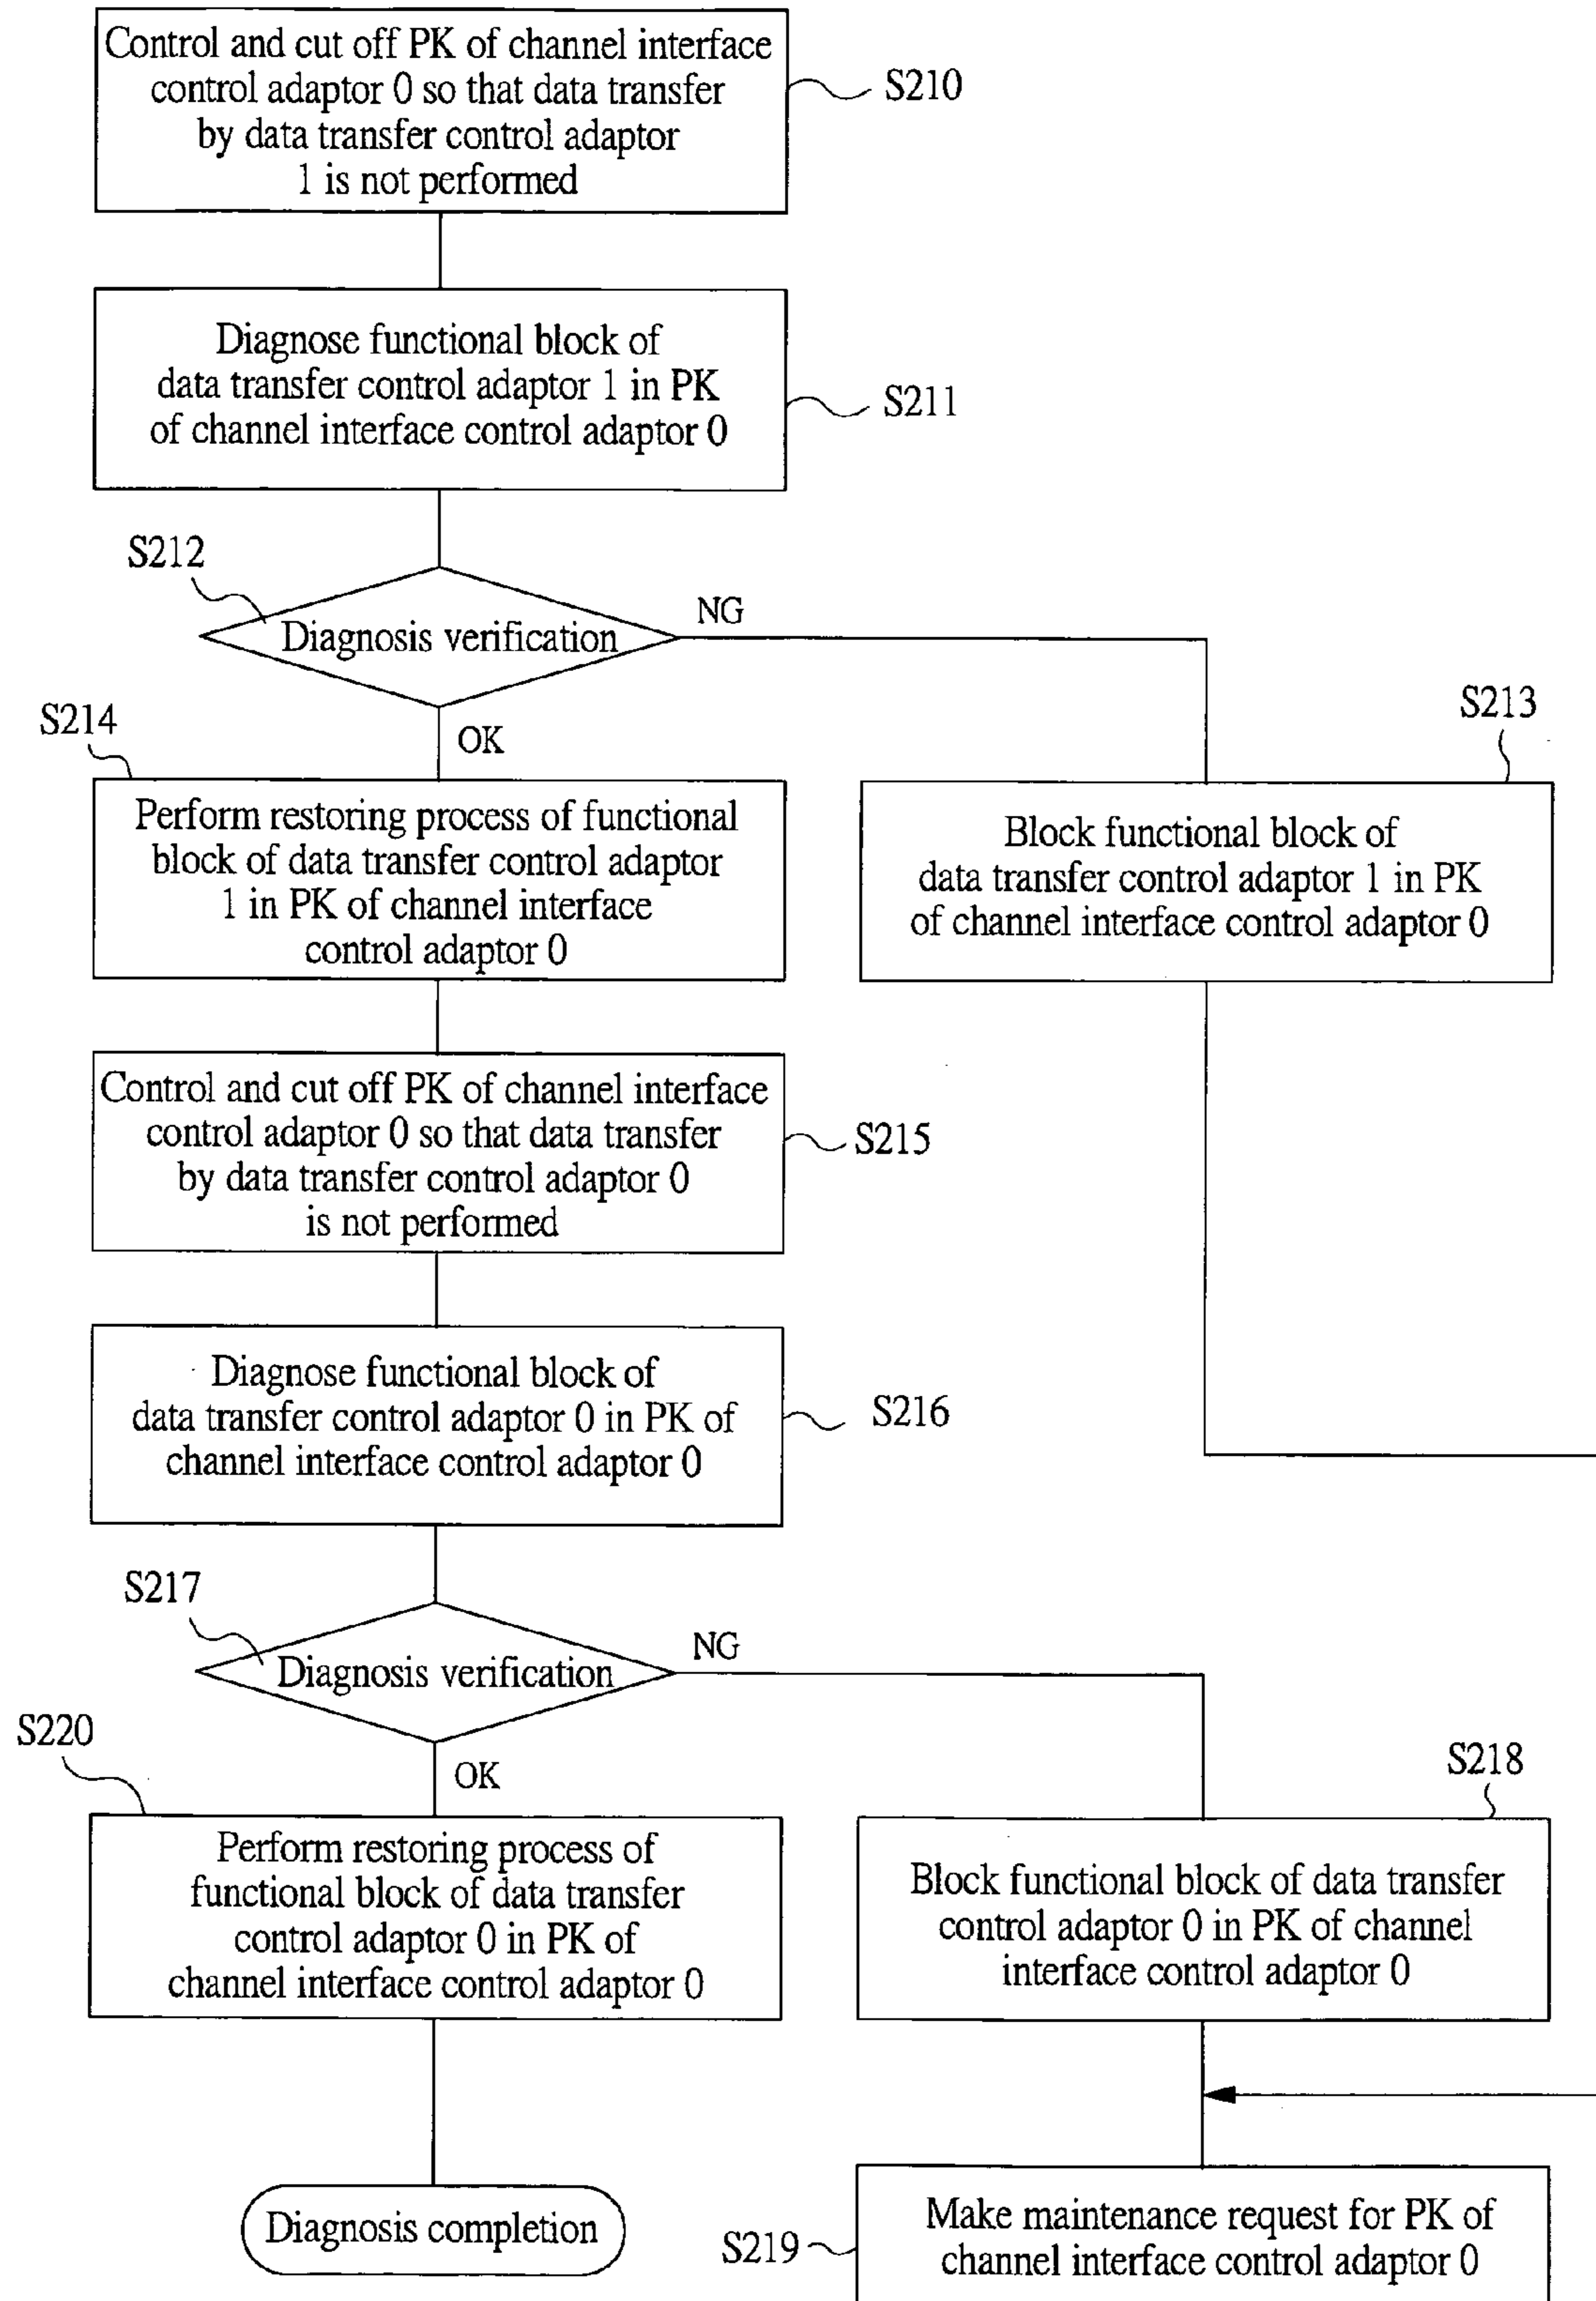 Control and cut off PK of channel interface
control adaptor 0 so that data transfer
by data transfer control adaptor
1 is not performed
S210
Diagnose functional block of
data transfer control adaptor 1 in PK
of channel interface control adaptor 0
S211
S212
Diagnosis verification
NG
OK
S213
Block functional block of
data transfer control adaptor 1 in PK
of channel interface control adaptor 0
S214
Perform restoring process of functional
block of data transfer control adaptor
1 in PK of channel interface
control adaptor 0
Control and cut off PK of channel interface
control adaptor 0 so that data transfer
by data transfer control adaptor 0
is not performed
S215
Diagnose functional block of
data transfer control adaptor 0 in PK of
channel interface control adaptor 0
S216
S217
Diagnosis verification
NG
OK
S220
Perform restoring process of
functional block of data transfer
control adaptor 0 in PK of
channel interface control adaptor 0
S218
Block functional block of data transfer
control adaptor 0 in PK of channel
interface control adaptor 0
Diagnosis completion
S219
Make maintenance request for PK of
channel interface control adaptor 0